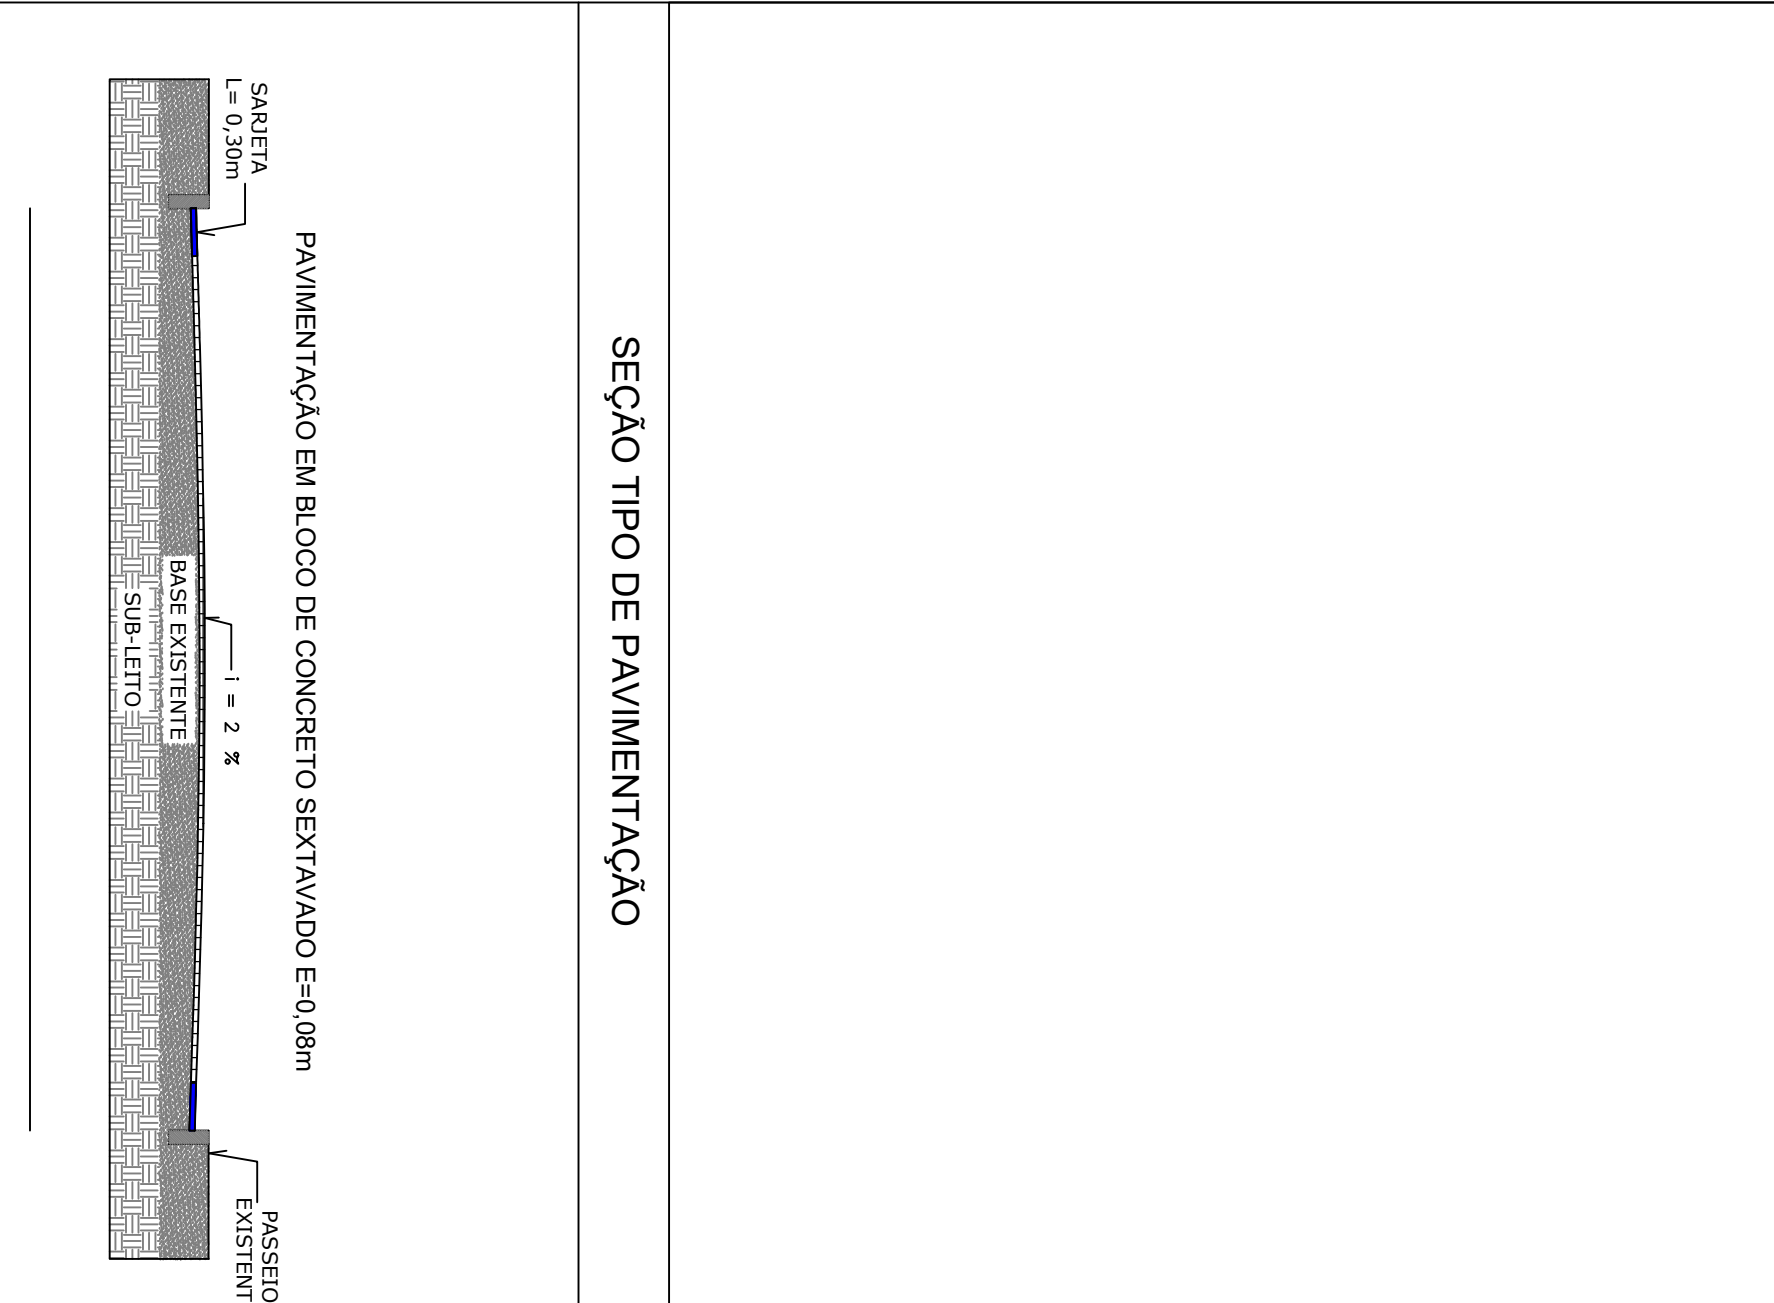 SEÇÃO TIPO DE PAVIMENTAÇÃO
PAVIMENTAÇÃO EM BLOCO DE CONCRETO SEXTAVADO E=0,08m
SARJETA
L= 0,30m
i = 2 %
PASSEIO
EXISTENT
BASE EXISTENTE
SUB-LEITO